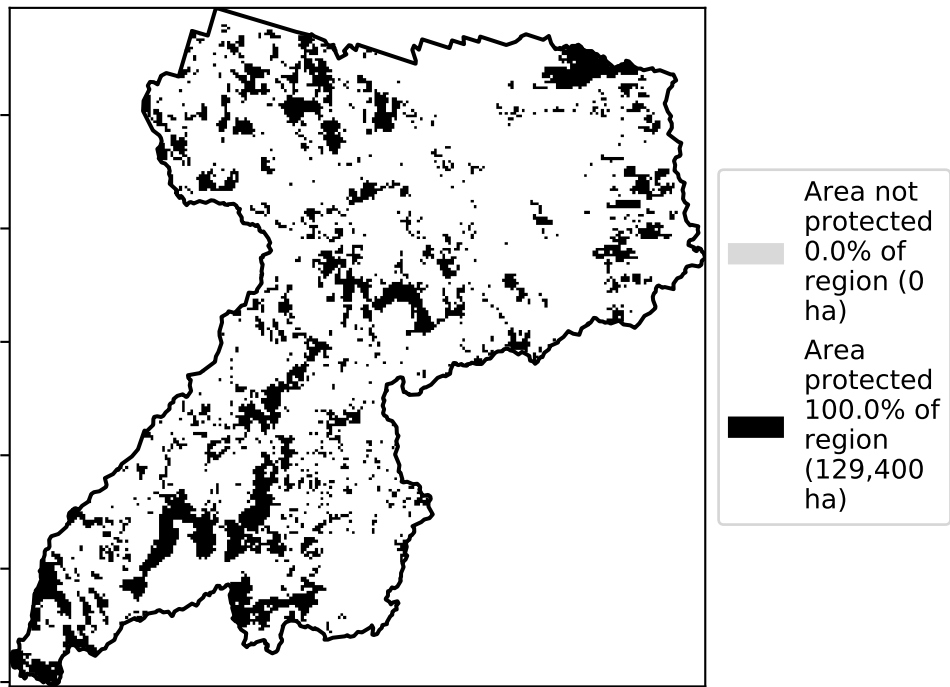 Area not
protected
0.0% of
region (0
ha)
Area
protected
100.0% of
region
(129,400
ha)